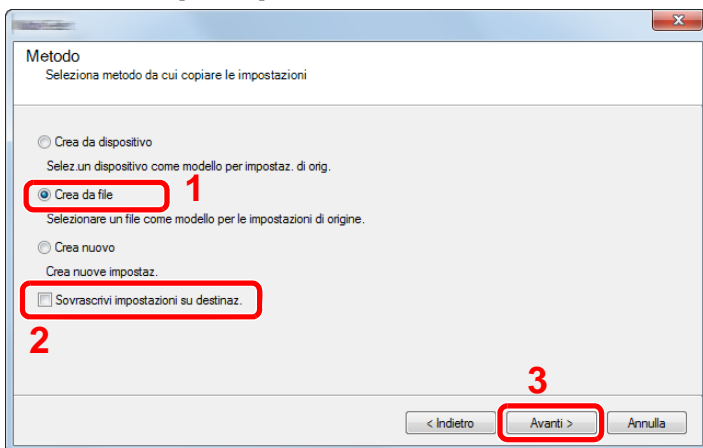 Metodo
Seleziona metodo da cui copiare le impostazioni
Crea da dispositivo
Selez.un dispositivo come modello per impostaz. di orig.
Crea da file
1
Selezionare un file come modello per le impostazioni di origine.
Crea nuovo
Crea nuove impostaz.
Sovrascrivi impostazioni su destinaz.
2
3
< Indietro
Avanti >
Annulla